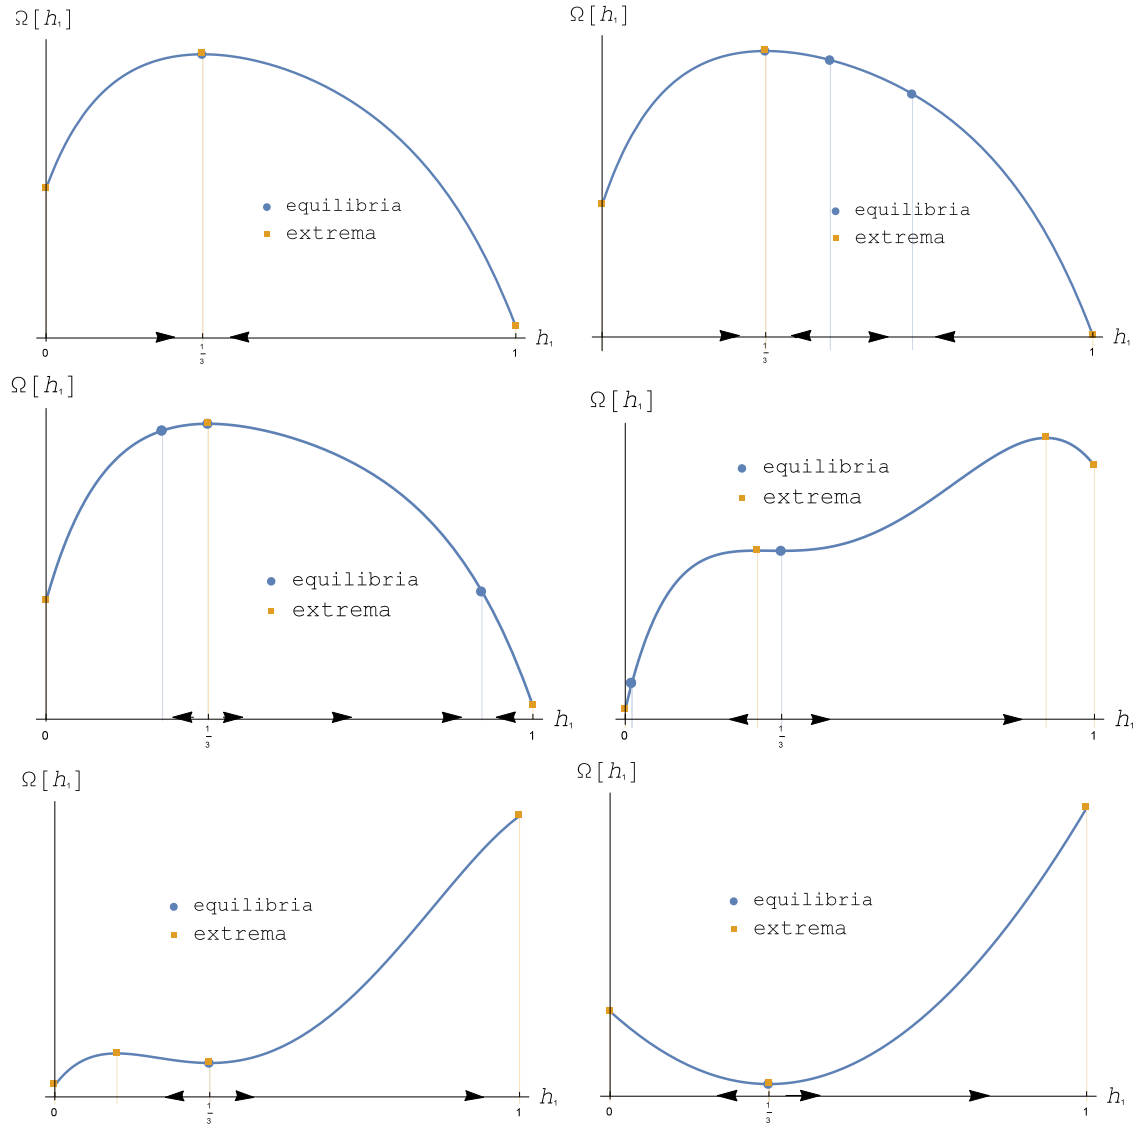 Ω[h₁]
equilibria
extrema
0
1/3
1
h₁
Ω[h₁]
equilibria
extrema
1/3
1
h₁
Ω[h₁]
equilibria
extrema
0
1/3
1
h₁
Ω[h₁]
equilibria
extrema
0
1/3
1
h₁
Ω[h₁]
equilibria
extrema
0
1/3
1
h₁
Ω[h₁]
equilibria
extrema
0
1/3
1
h₁